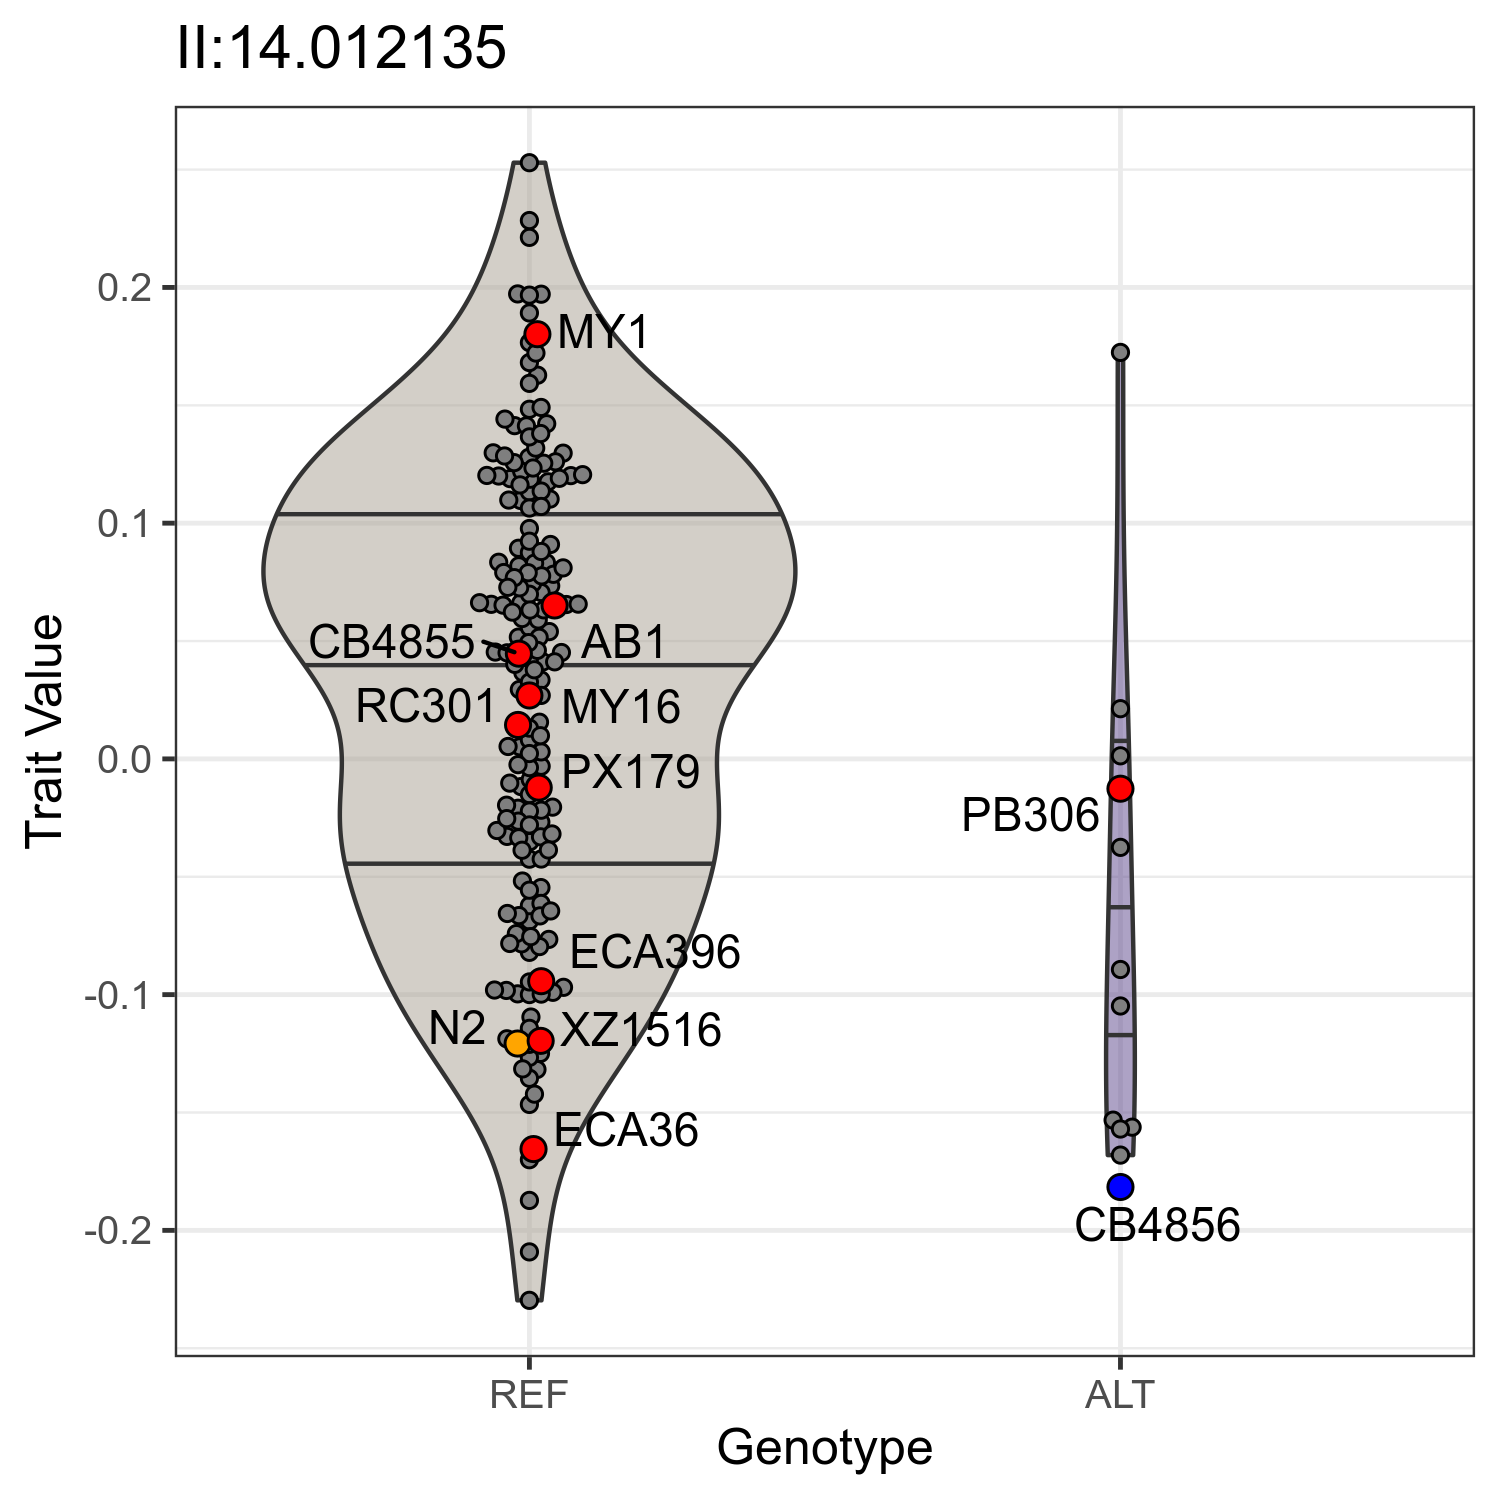 II:14.012135
Trait Value
0.2
0.1
0.0
-0.1
-0.2
MY1
CB4855
AB1
RC301
MY16
PX179
PB306
ECA396
N2
XZ1516
ECA36
CB4856
REF
ALT
Genotype